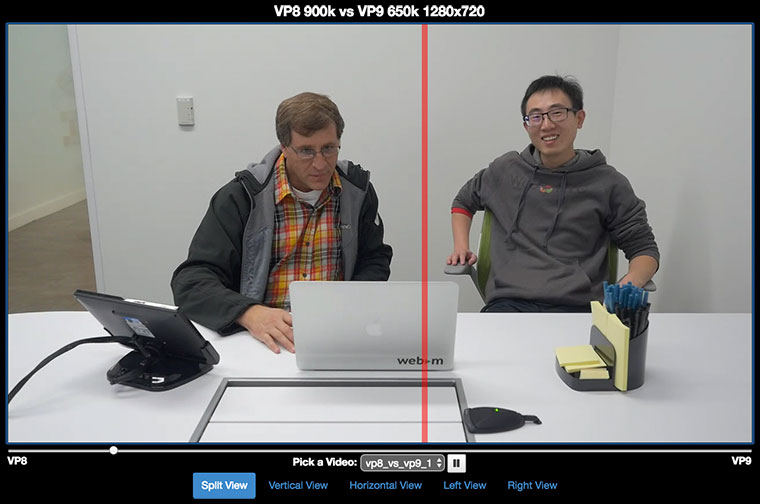 VP8 900k vs VP9 650k 1280x720
web m
VP8
Pick a Video: vp8_vs_vp9_1
VP9
Split View Vertical View Horizontal View Left View Right View